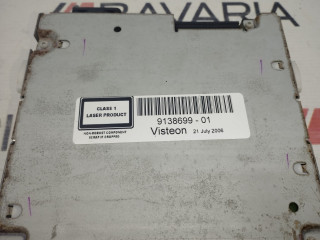 BAVARIA
CLASS 1
LASER PRODUCT
9138699 - 01
Visteon 21 July 2006